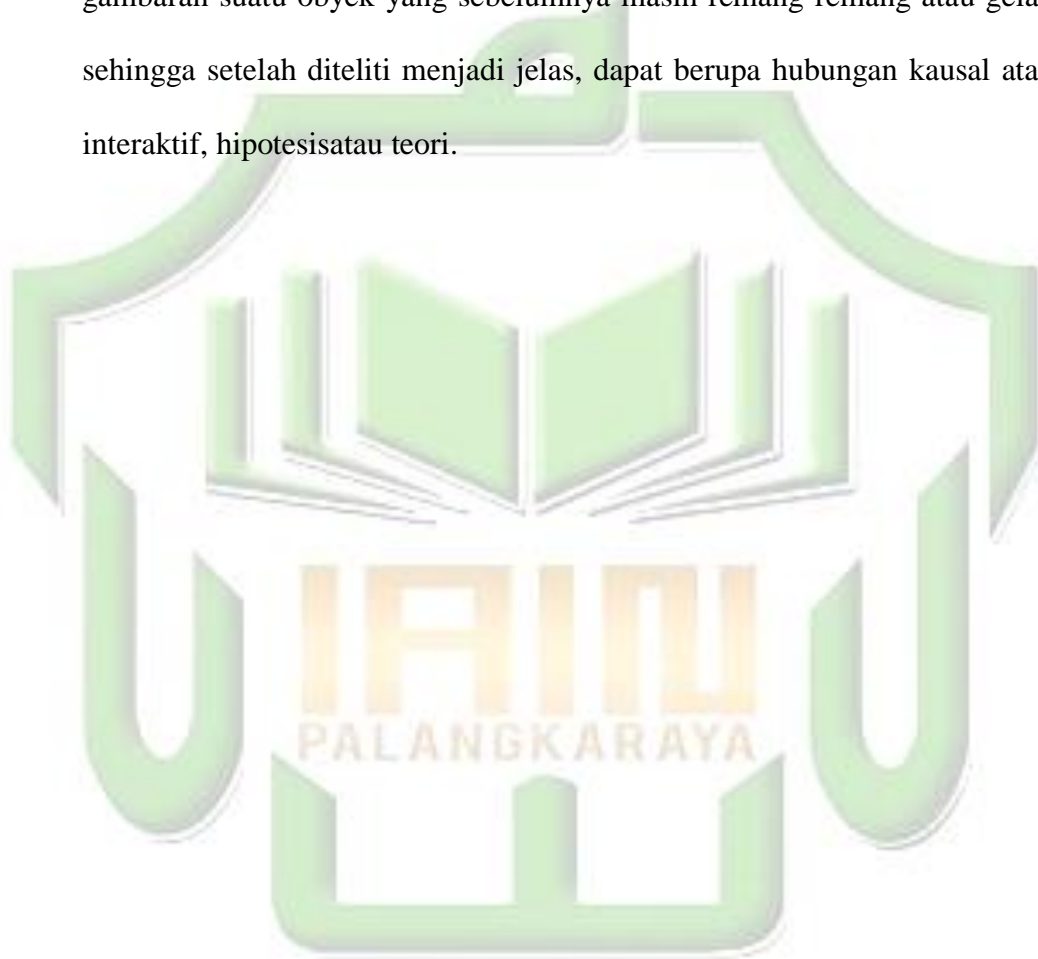 gambaran suatu obyek yang sebelumnya masih remang-remang atau gela
sehingga setelah diteliti menjadi jelas, dapat berupa hubungan kausal ata
interaktif, hipotesisatau teori.
IAIN
PALANGKARAYA